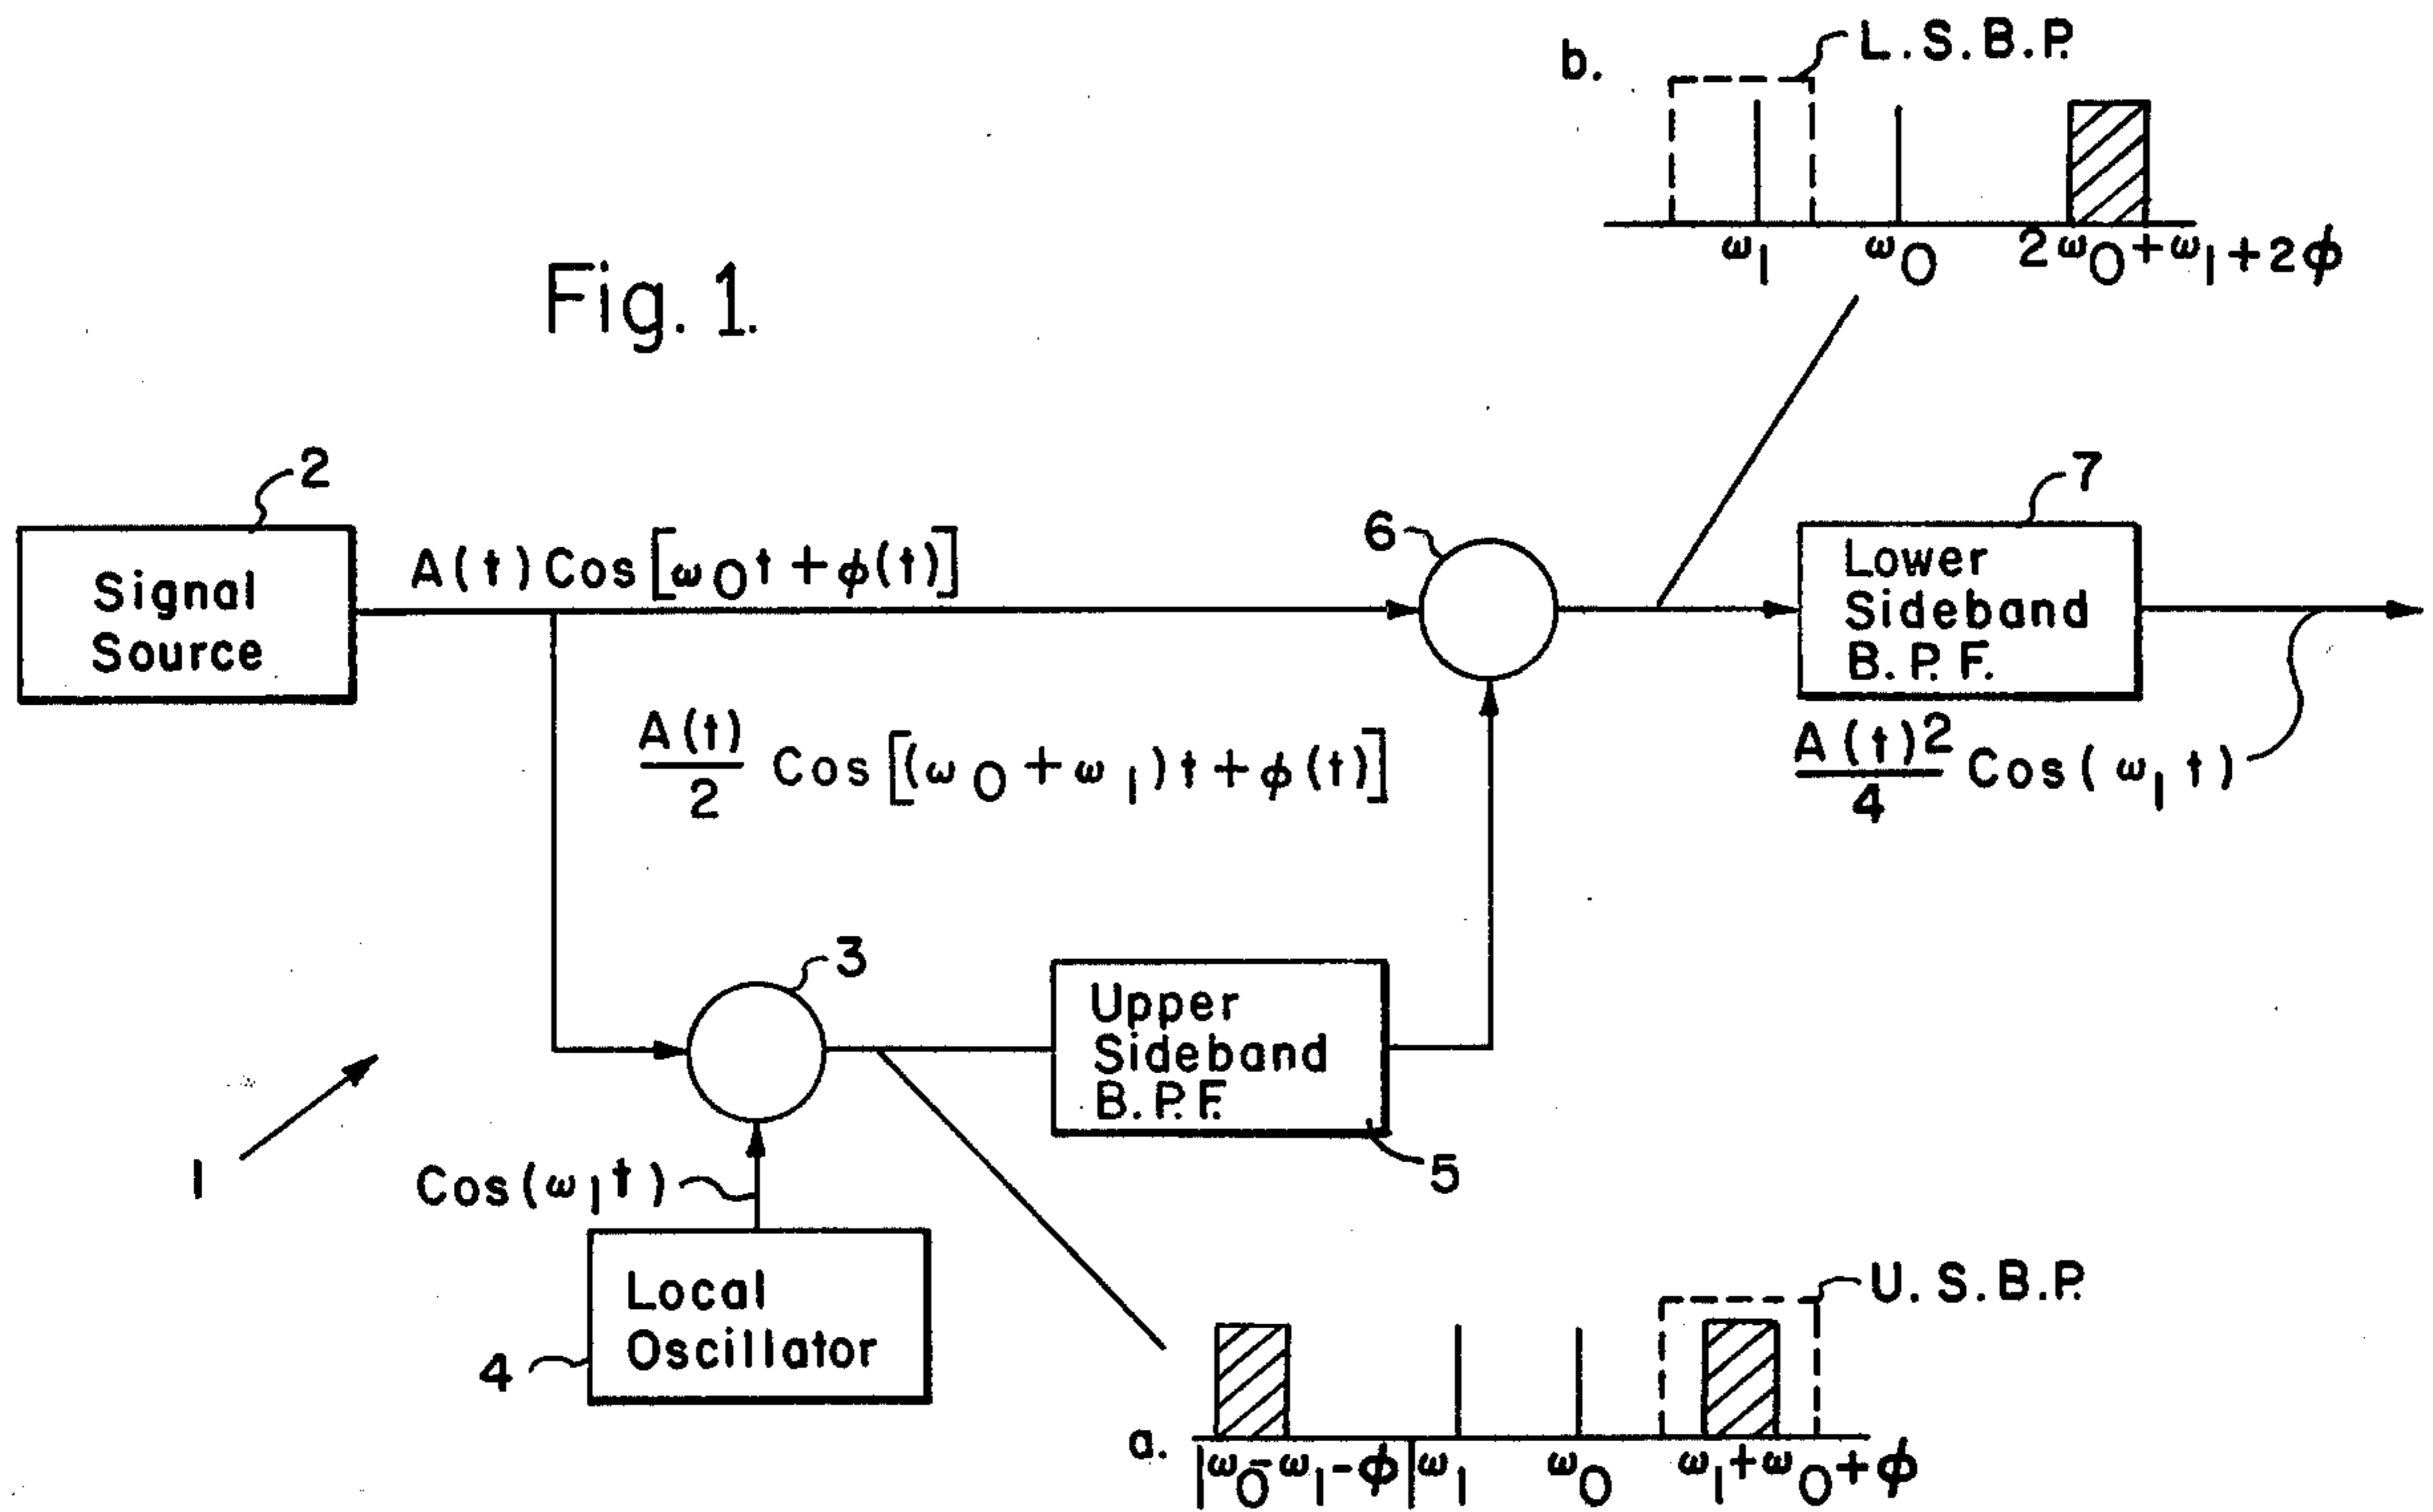 b.
L.S.B.P.
ω1 ω0 2ω0+ω1+2ϕ
Fig. 1.
2
Signal
Source
A(t)Cos[ω0t+ϕ(t)]
6
7
Lower
Sideband
B.P.F.
A(t)/2 Cos[(ω0+ω1)t+ϕ(t)]
A(t)2/4 Cos(ω1t)
3
Upper
Sideband
B.P.F.
5
1
Cos(ω1t)
Local
Oscillator
4
U.S.B.P.
a.
|ω0-ω1-ϕ| ω1 ω0 ω1+ω0+ϕ